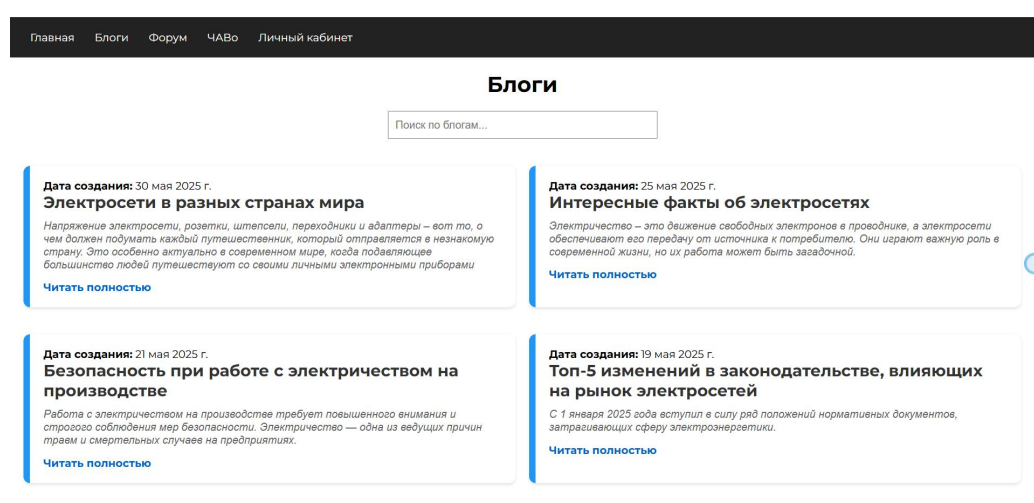 Главная Блоги Форум ЧАВо Личный кабинет
Блоги
Поиск по блогам...
Дата создания: 30 мая 2025 г.
Электросети в разных странах мира
Напряжение электросети, розетки, штепсели, переходники и адаптеры – вот то, о
чем должен подумать каждый путешественник, который отправляется в незнакомую
страну. Это особенно актуально в современном мире, когда подавляющее
большинство людей путешествуют со своими личными электронными приборами
Читать полностью
Дата создания: 25 мая 2025 г.
Интересные факты об электросетях
Электричество – это движение свободных электронов в проводнике, а электросети
обеспечивают его передачу от источника к потребителю. Они играют важную роль в
современной жизни, но их работа может быть загадочной.
Читать полностью
Дата создания: 21 мая 2025 г.
Безопасность при работе с электричеством на
производстве
Работа с электричеством на производстве требует повышенного внимания и
строгого соблюдения мер безопасности. Электричество — одна из ведущих причин
травм и смертельных случаев на предприятиях.
Читать полностью
Дата создания: 19 мая 2025 г.
Топ-5 изменений в законодательстве, влияющих
на рынок электросетей
С 1 января 2025 года вступил в силу ряд положений нормативных документов,
затрагивающих сферу электроэнергетики.
Читать полностью